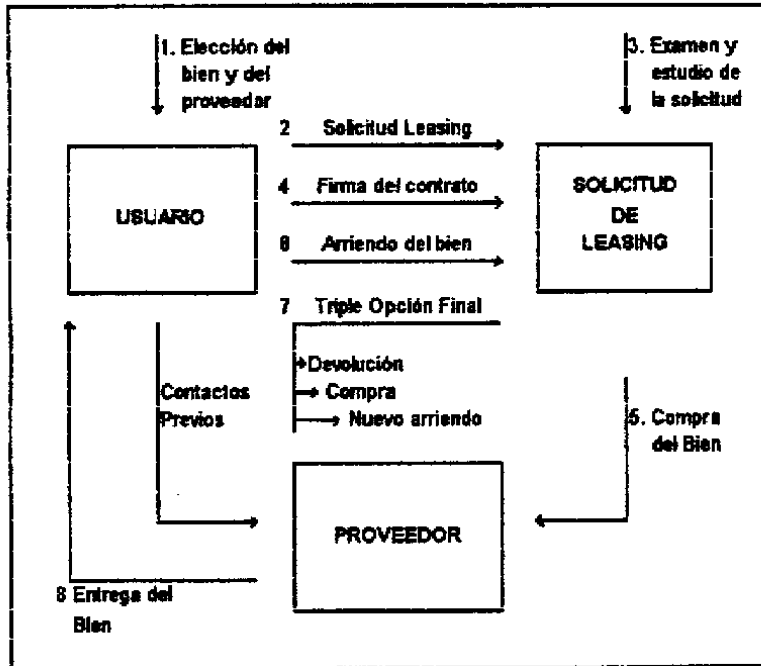 1. Elección del
bien y del
proveedar
3. Examen y
estudio de
la solicitud
2 Solicitud Leasing
4 Firma del contrato
USUARIO
SOLICITUD
DE
LEASING
6 Arriendo del bien
7 Triple Opción Final
Devolución
Compra
Nuevo arriendo
Contactos
Previos
5. Compra
del Bien
PROVEEDOR
8 Entrega del
Bien